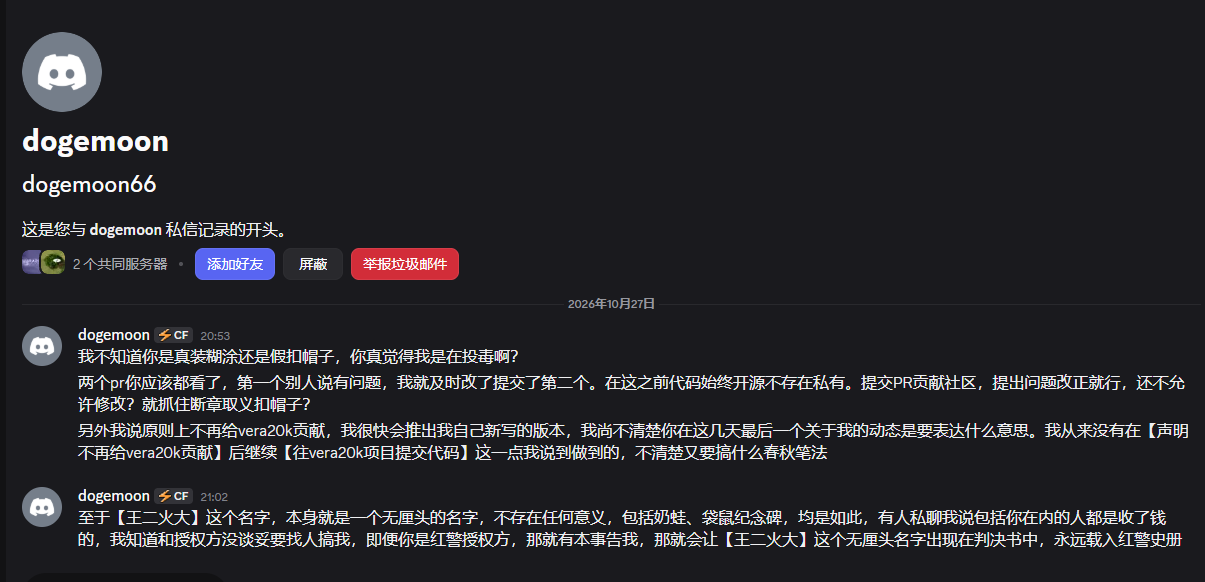 dogemoon
dogemoon66
这是您与 dogemoon 私信记录的开头。
2 个共同服务器 • 添加好友 屏蔽 举报垃圾邮件
2026年10月27日
dogemoon ⚡CF 20:53
我不知道你是真装糊涂还是假扣帽子，你真觉得我是在投毒啊？
两个pr你应该都看了，第一个别人说有问题，我就及时改了提交了第二个。在这之前代码始终开源不存在私有。提交PR贡献社区，提出问题改正就行，还不允
许修改？就抓住断章取义扣帽子？
另外我说原则上不再给vera20k贡献，我很快会推出我自己新写的版本，我尚不清楚你在这几天最后一个关于我的动态是要表达什么意思。我从来没有在【声明
不再给vera20k贡献】后继续【往vera20k项目提交代码】这一点我说到做到的，不清楚又要搞什么春秋笔法
dogemoon ⚡CF 21:02
至于【王二火大】这个名字，本身就是一个无厘头的名字，不存在任何意义，包括奶蛙、袋鼠纪念碑，均是如此，有人私聊我说包括你在内的人都是收了钱
的，我知道和授权方没谈妥要找人搞我，即便你是红警授权方，那就有本事告我，那就会让【王二火大】这个无厘头名字出现在判决书中，永远载入红警史册